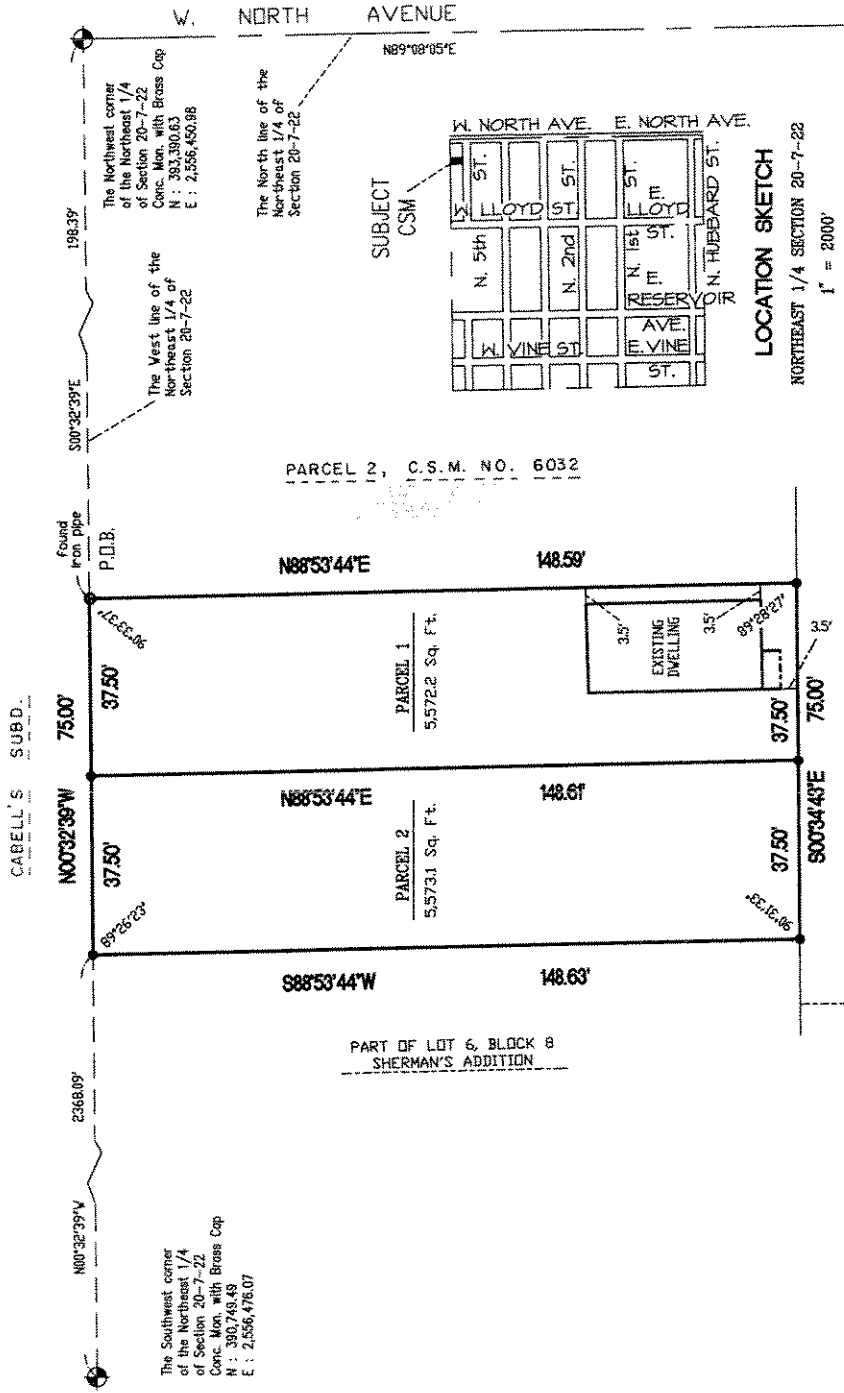 W. NORTH AVENUE
N89°08'05"E
The Northwest corner
of the Northeast 1/4
of Section 20-7-22
Conc. Mon. with Brass Cap
N : 393,390.63
E : 2,556,450.98
198.39'
The North line of the
Northeast 1/4 of
Section 20-7-22
The West line of the
Northeast 1/4 of
Section 20-7-22
S00°32'39"E
SUBJECT
CSM
W. NORTH AVE. E. NORTH AVE.
N. 5th ST.
W. LLOYD ST.
N. 2nd ST.
N. 1st ST.
E. LLOYD ST.
N. HUBBARD ST.
E. RESERVOIR AVE.
W. VINE ST.
E. VINE ST.
LOCATION SKETCH
NORTHEAST 1/4 SECTION 20-7-22
1" = 2000'
PARCEL 2, C.S.M. NO. 6032
found
iron pipe
P.O.B.
N88°53'44"E 148.59'
CABELL'S SUBD.
N00°32'39"W 75.00'
37.50'
90°33'37"
PARCEL 1
5,572.2 Sq. Ft.
3.5'
EXISTING
DWELLING
3.5'
89°28'27"
3.5'
37.50'
75.00'
N88°53'44"E 148.61'
37.50'
89°26'23"
PARCEL 2
5,573.1 Sq. Ft.
37.50'
90°31'33"
S00°34'43"E
S88°53'44"W 148.63'
PART OF LOT 6, BLOCK 8
SHERMAN'S ADDITION
2368.09'
N00°32'39"W
The Southwest corner
of the Northeast 1/4
of Section 20-7-22
Conc. Mon. with Brass Cap
N : 390,749.49
E : 2,556,476.07